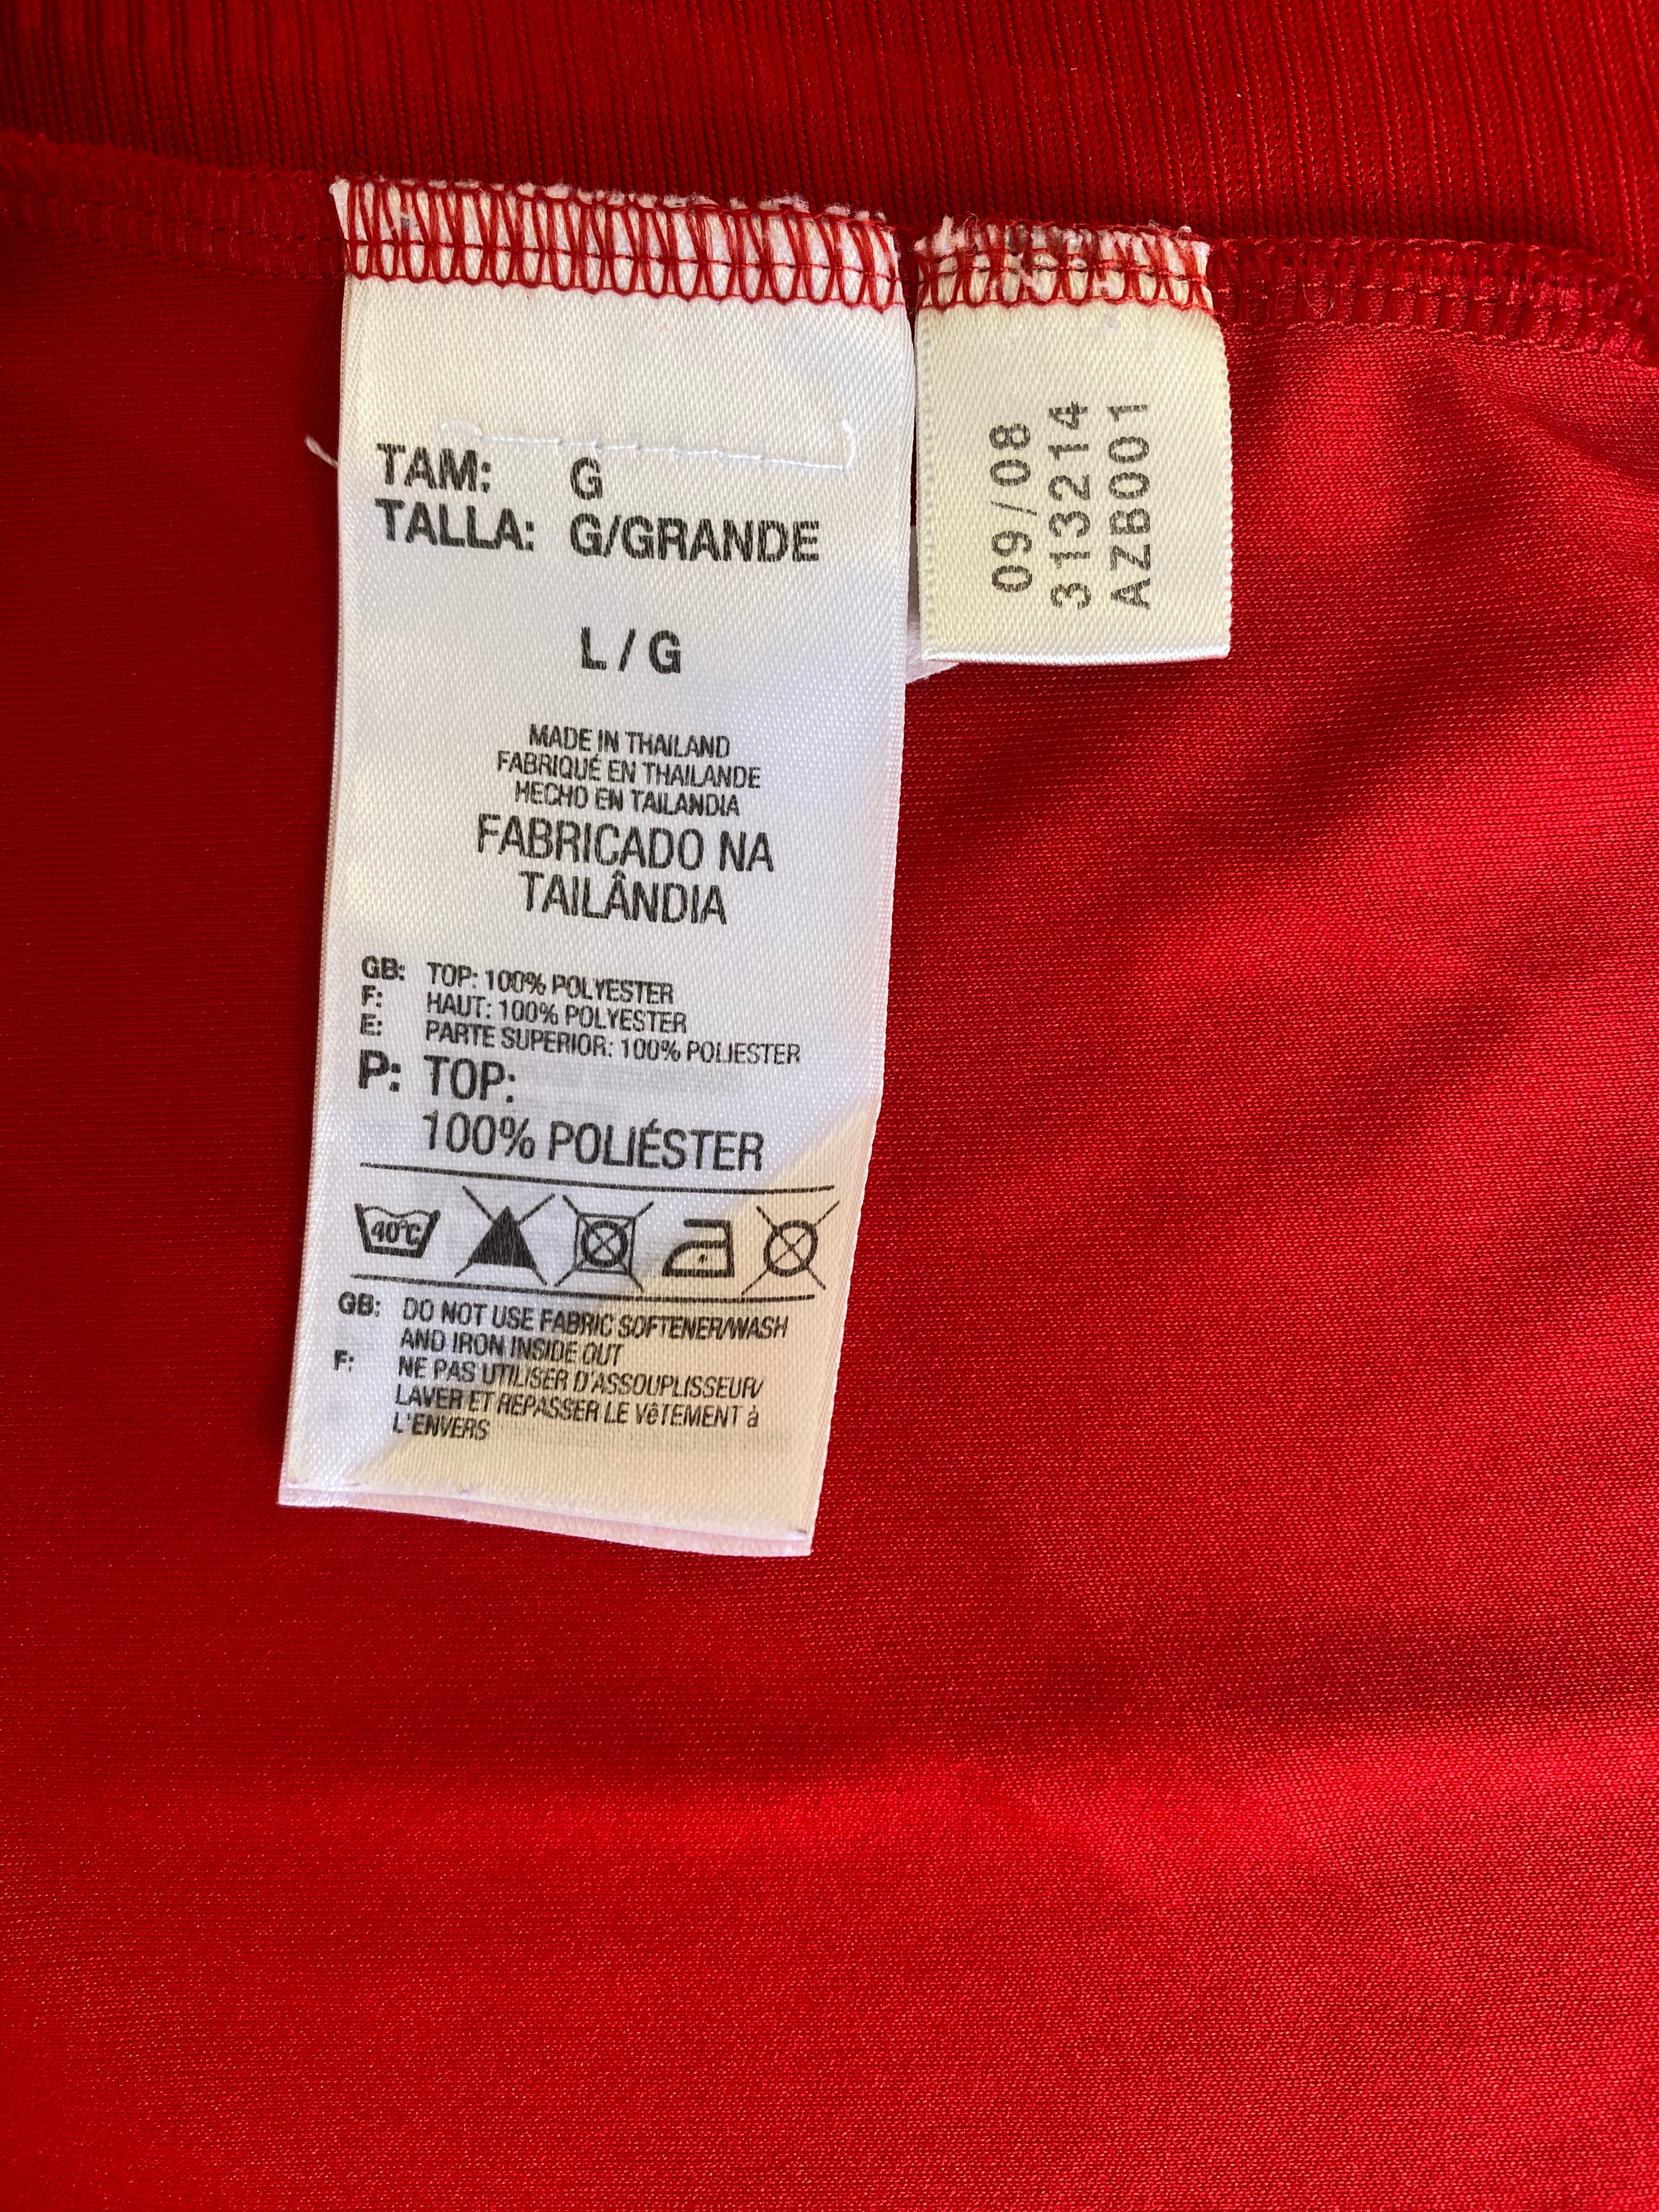 TAM: G
TALLA: G/GRANDE
L / G
MADE IN THAILAND
FABRIQUÉ EN THAILANDE
HECHO EN TAILANDIA
FABRICADO NA
TAILÂNDIA
GB: TOP: 100% POLYESTER
F: HAUT: 100% POLYESTER
E: PARTE SUPERIOR: 100% POLIESTER
P: TOP:
100% POLIÉSTER
40°C
GB: DO NOT USE FABRIC SOFTENER/WASH
AND IRON INSIDE OUT
F: NE PAS UTILISER D'ASSOUPLISSEUR/
LAVER ET REPASSER LE VêTEMENT à
L'ENVERS
09/08
313214
AZB001